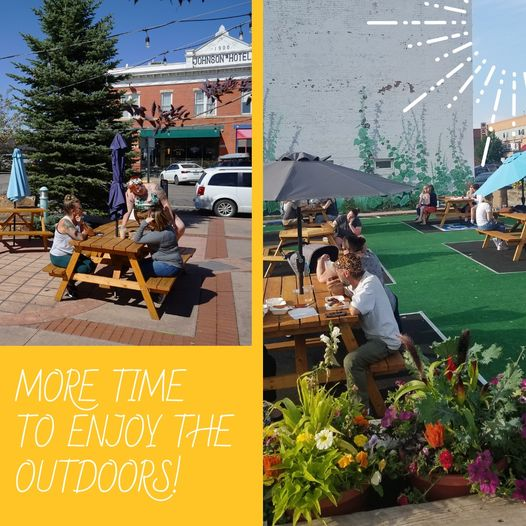 1900
JOHNSON HOTEL
MORE TIME
TO ENJOY THE
OUTDOORS!